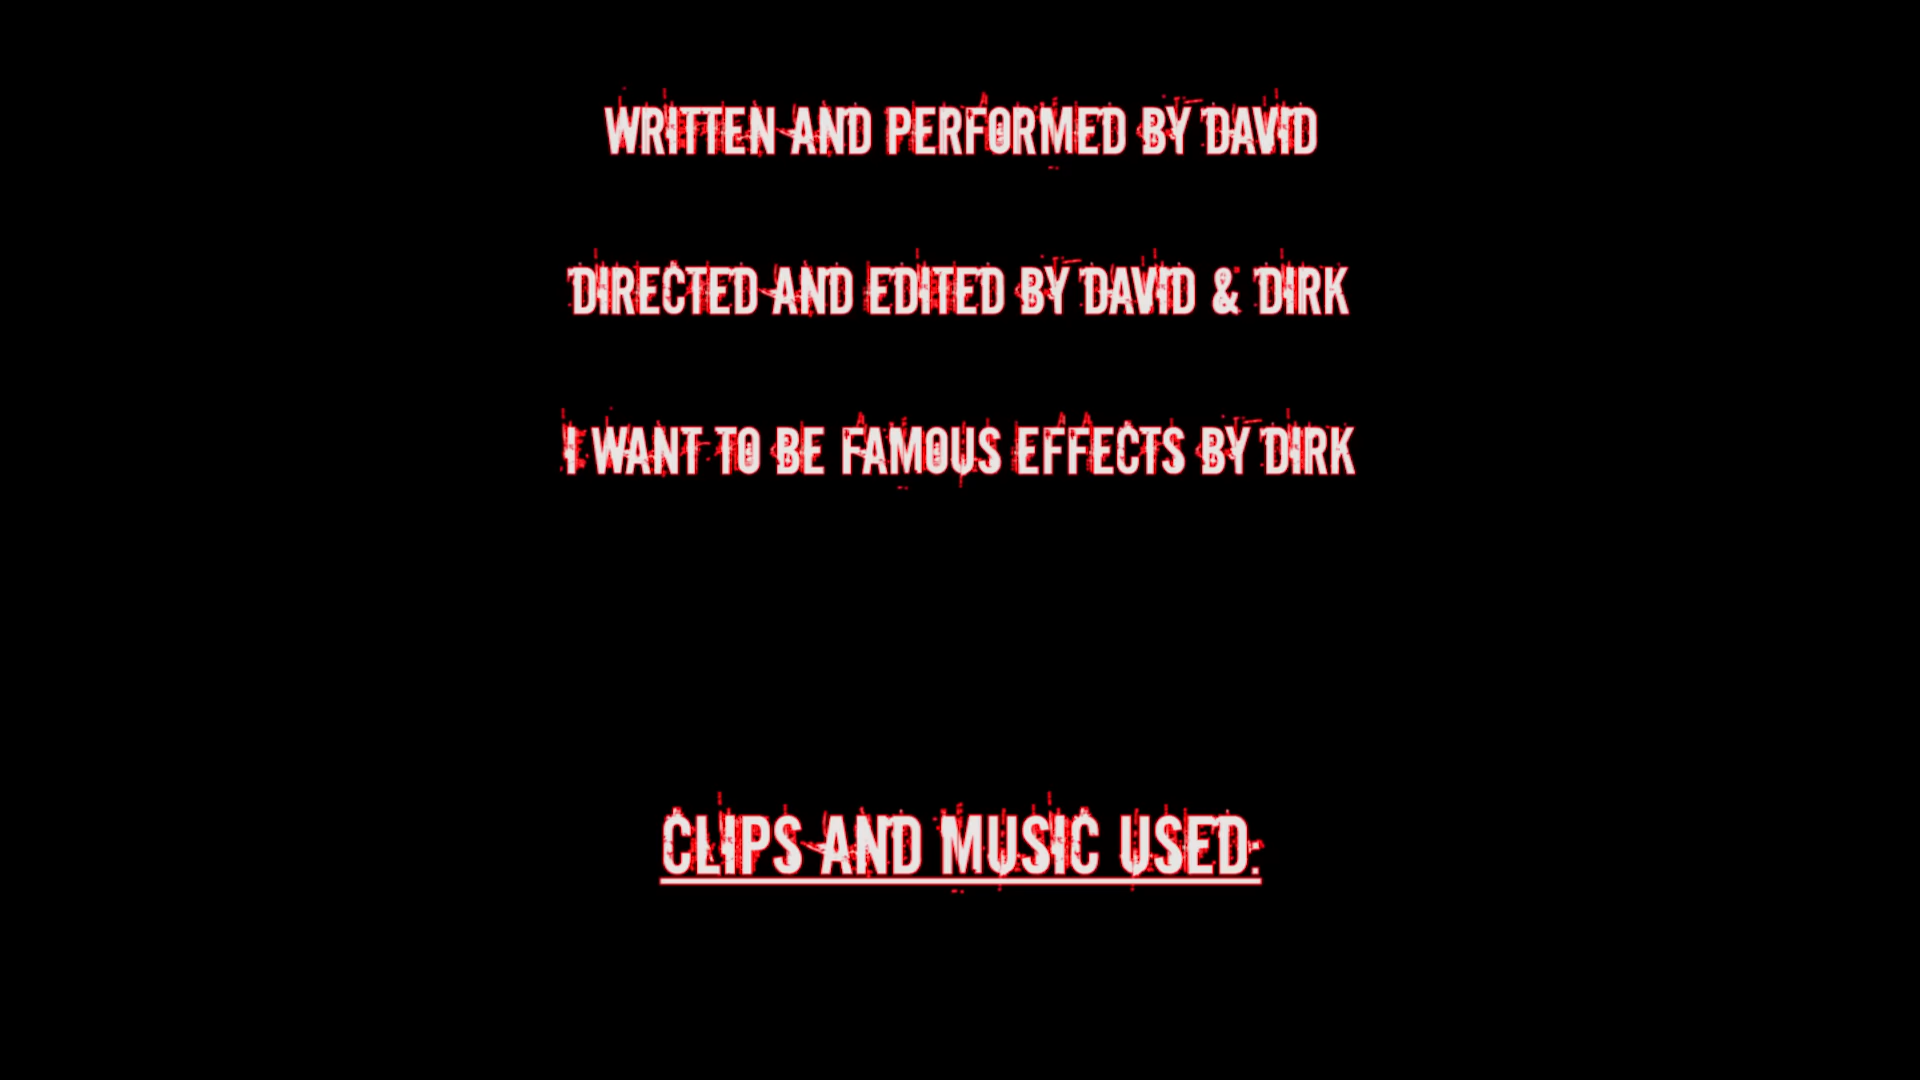 WRITTEN AND PERFORMED BY DAVID
DIRECTED AND EDITED BY DAVID & DIRK
I WANT TO BE FAMOUS EFFECTS BY DIRK
CLIPS AND MUSIC USED: